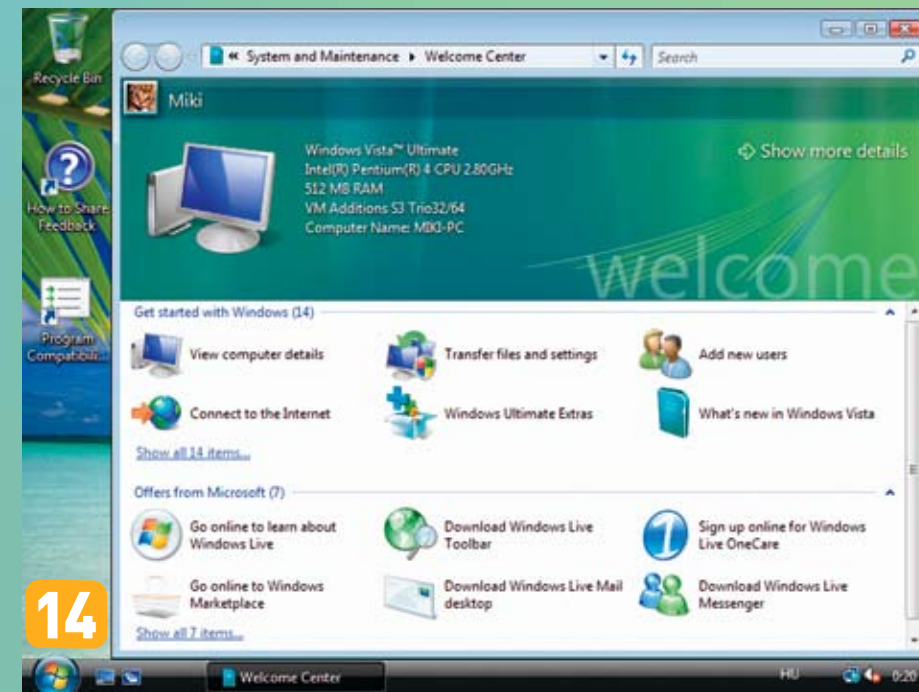 Recycle Bin
How to Share
Feedback
Program
Compatibili...
« System and Maintenance ▸ Welcome Center
Search
Miki
Windows Vista™ Ultimate
Intel(R) Pentium(R) 4 CPU 2.80GHz
512 MB RAM
VM Additions S3 Trio32/64
Computer Name: MIKI-PC
Show more details
welcome
Get started with Windows (14)
View computer details
Transfer files and settings
Add new users
Connect to the Internet
Windows Ultimate Extras
What's new in Windows Vista
Show all 14 items...
Offers from Microsoft (7)
Go online to learn about
Windows Live
Download Windows Live
Toolbar
Sign up online for Windows
Live OneCare
Go online to Windows
Marketplace
Download Windows Live Mail
desktop
Download Windows Live
Messenger
Show all 7 items...
14
Welcome Center
HU
0:20